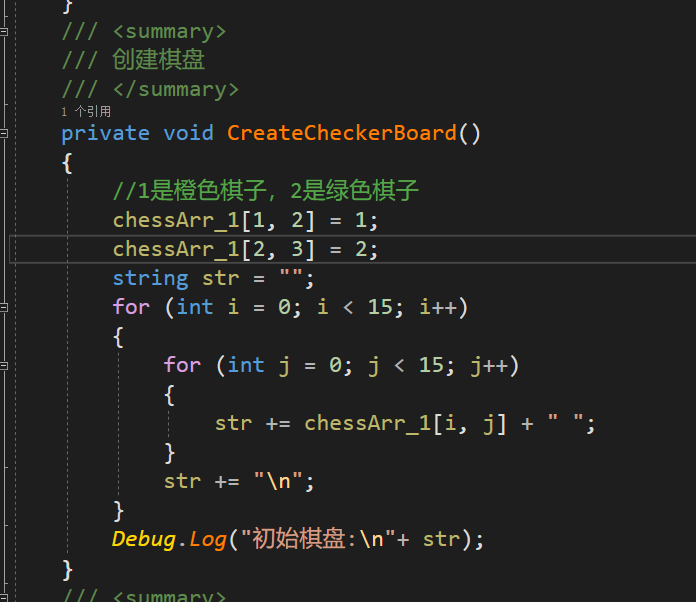 }
/// <summary>
/// 创建棋盘
/// </summary>
1 个引用
private void CreateCheckerBoard()
{
//1是橙色棋子，2是绿色棋子
chessArr_1[1, 2] = 1;
chessArr_1[2, 3] = 2;
string str = "";
for (int i = 0; i < 15; i++)
{
for (int j = 0; j < 15; j++)
{
str += chessArr_1[i, j] + " ";
}
str += "\n";
}
Debug.Log("初始棋盘:\n"+ str);
}
/// <summary>